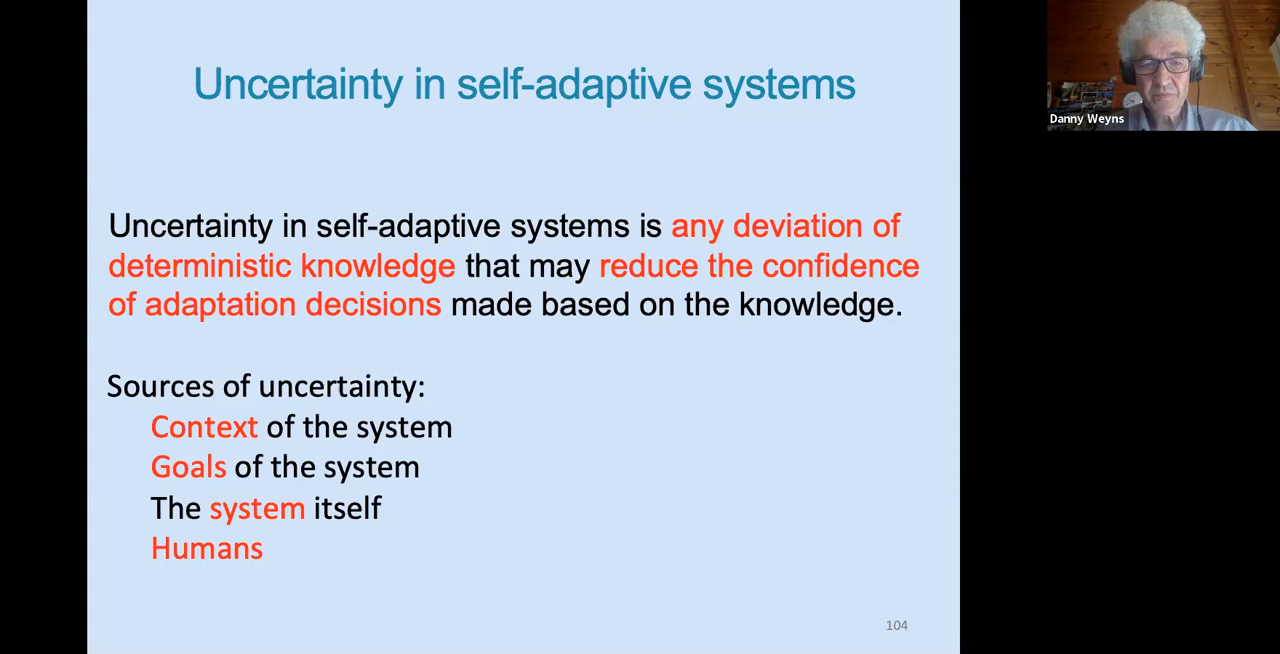 Uncertainty in self-adaptive systems
Uncertainty in self-adaptive systems is any deviation of
deterministic knowledge that may reduce the confidence
of adaptation decisions made based on the knowledge.
Sources of uncertainty:
Context of the system
Goals of the system
The system itself
Humans
104
Danny Weyns